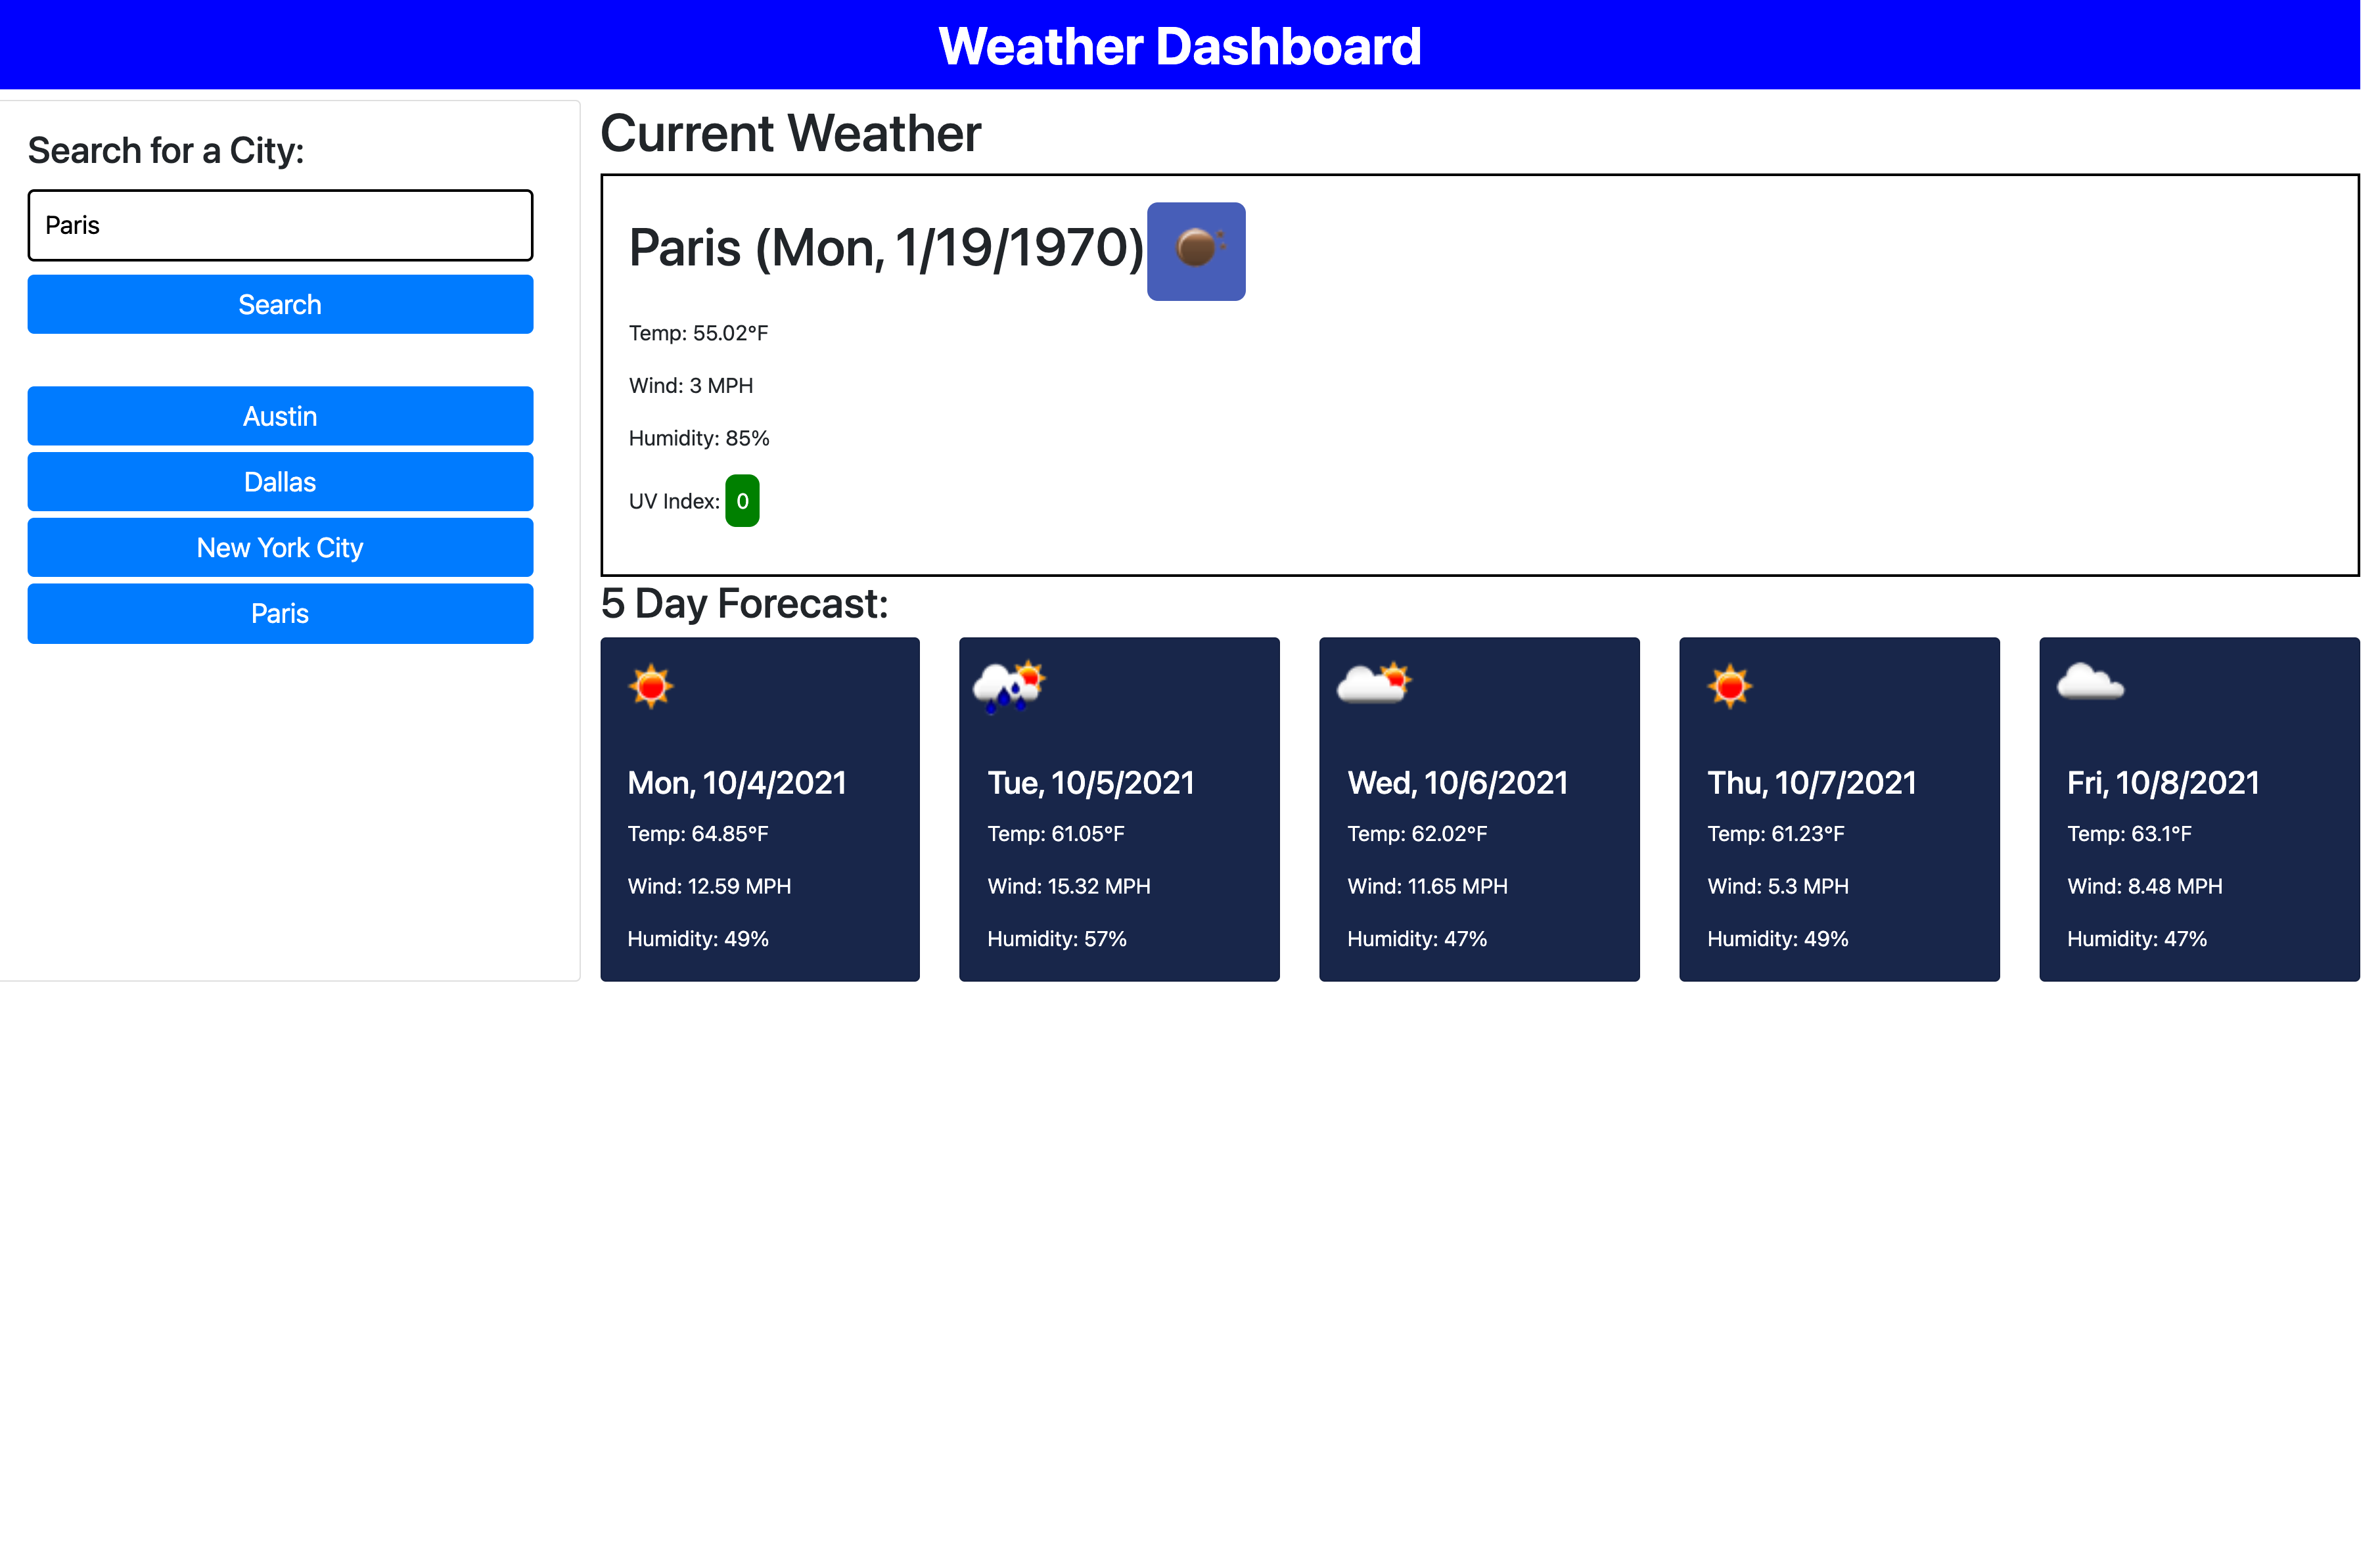 Weather Dashboard
Search for a City:
Paris
Search
Austin
Dallas
New York City
Paris
Current Weather
Paris (Mon, 1/19/1970)
Temp: 55.02°F
Wind: 3 MPH
Humidity: 85%
UV Index: 0
5 Day Forecast:
Mon, 10/4/2021
Temp: 64.85°F
Wind: 12.59 MPH
Humidity: 49%
Tue, 10/5/2021
Temp: 61.05°F
Wind: 15.32 MPH
Humidity: 57%
Wed, 10/6/2021
Temp: 62.02°F
Wind: 11.65 MPH
Humidity: 47%
Thu, 10/7/2021
Temp: 61.23°F
Wind: 5.3 MPH
Humidity: 49%
Fri, 10/8/2021
Temp: 63.1°F
Wind: 8.48 MPH
Humidity: 47%